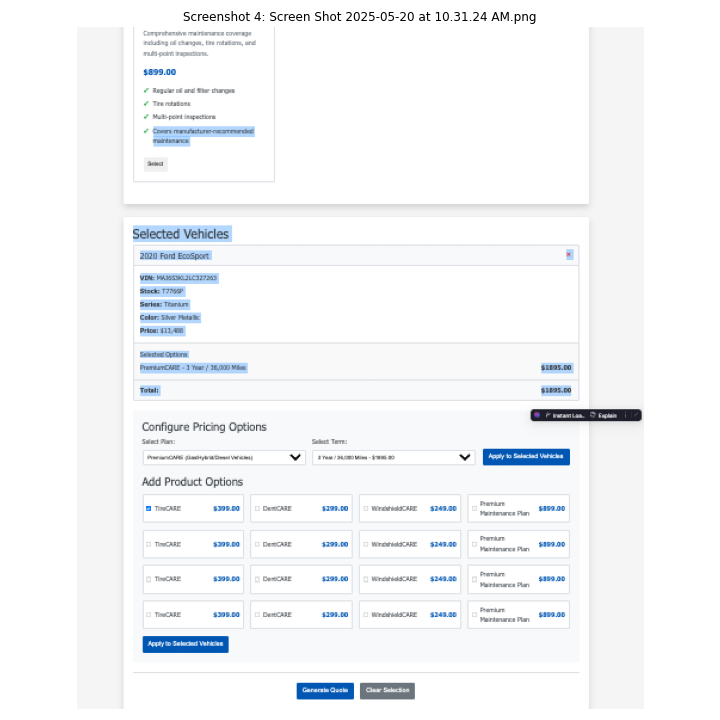 Screenshot 4: Screen Shot 2025-05-20 at 10.31.24 AM.png
Comprehensive maintenance coverage
including oil changes, tire rotations, and
multi-point inspections.
$899.00
✓ Regular oil and filter changes
✓ Tire rotations
✓ Multi-point inspections
✓ Covers manufacturer-recommended
maintenance
Select
Selected Vehicles
2020 Ford EcoSport ×
VIN:
Stock: T7766P
Series: Titanium
Color: Silver Metallic
Price: $13,488
Selected Options
PremiumCARE - 3 Year / 36,000 Miles $1895.00
Total: $1895.00
Instant Loa.. Explain
Configure Pricing Options
Select Plan: Select Term:
PremiumCARE (Gas/Hybrid/Diesel Vehicles) 3 Year / 36,000 Miles - $1895.00 Apply to Selected Vehicles
Add Product Options
TireCARE $399.00 DentCARE $299.00 WindshieldCARE $249.00 Premium Maintenance Plan $899.00
TireCARE $399.00 DentCARE $299.00 WindshieldCARE $249.00 Premium Maintenance Plan $899.00
TireCARE $399.00 DentCARE $299.00 WindshieldCARE $249.00 Premium Maintenance Plan $899.00
TireCARE $399.00 DentCARE $299.00 WindshieldCARE $249.00 Premium Maintenance Plan $899.00
Apply to Selected Vehicles
Generate Quote Clear Selection